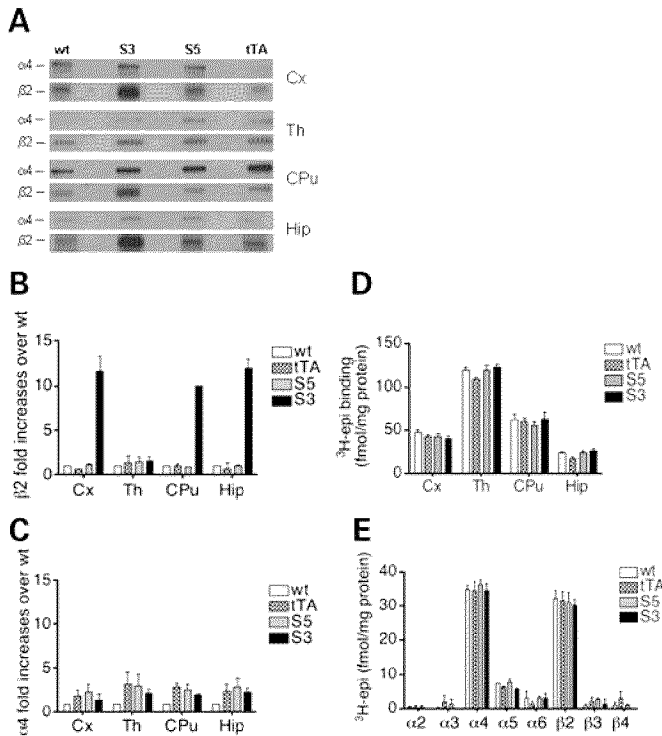 A
wt S3 S5 tTA
α4
β2
Cx
α4
β2
Th
α4
β2
CPu
α4
β2
Hip
B
β2 fold increases over wt
15
10
5
0
Cx Th CPu Hip
wt
tTA
S5
S3
D
³H-epi binding
(fmol/mg protein)
150
100
50
0
Cx Th CPu Hip
wt
tTA
S5
S3
C
α4 fold increases over wt
15
10
5
0
Cx Th CPu Hip
wt
tTA
S5
S3
E
³H-epi (fmol/mg protein)
40
30
20
10
0
α2 α3 α4 α5 α6 β2 β3 β4
wt
tTA
S5
S3